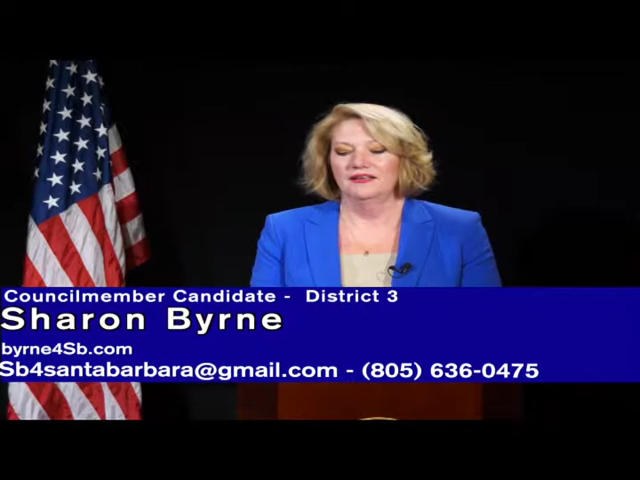 Councilmember Candidate - District 3
Sharon Byrne
byrne4Sb.com
Sb4santabarbara@gmail.com - (805) 636-0475